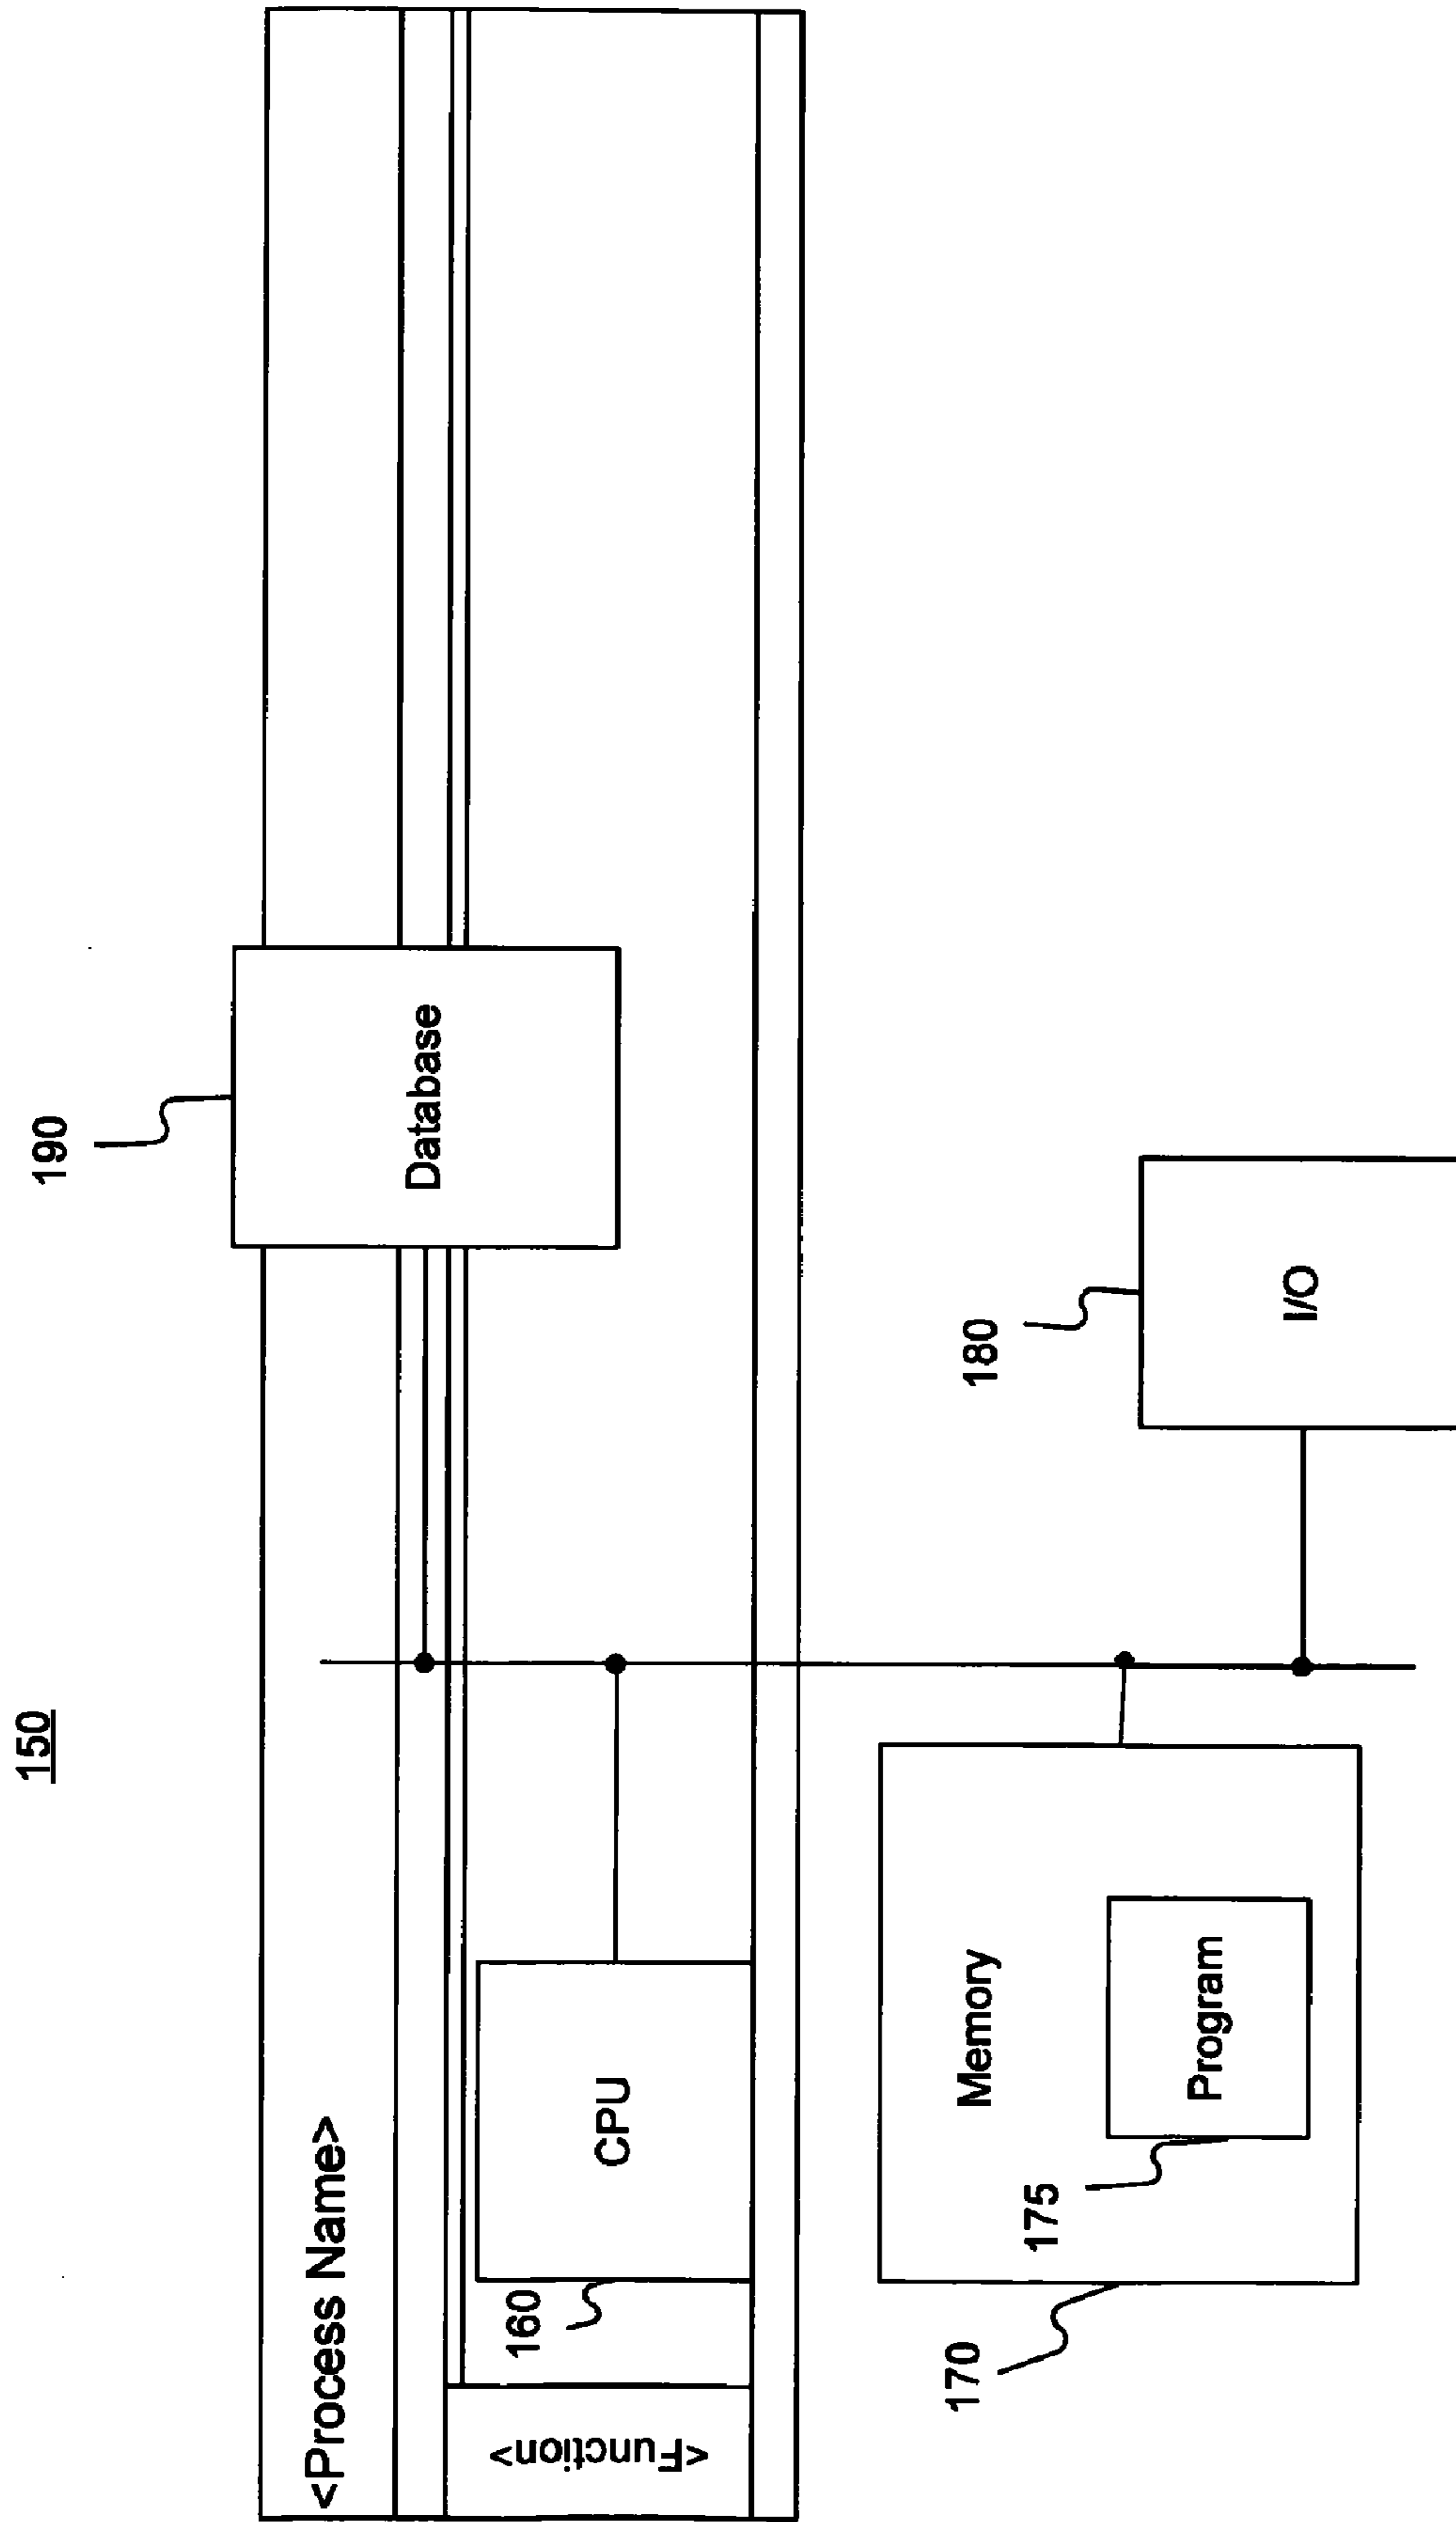 150
<Process Name>
<Function>
160
CPU
190
Database
170
Memory
175
Program
180
I/O